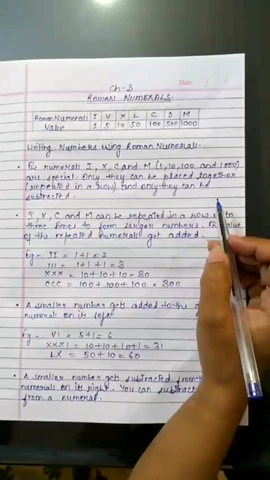 Date / /
Ch-3
ROMAN NUMERALS.
Roman Numerals I V X L C D M
Value 1 5 10 50 100 500 1000
Writing Numbers using Roman Numerals.
• The numerals I, X, C and M (1,10,100 and 1000)
are special. Only they can be placed together
(repeated in a row) and only they can be
subtracted.
• I, X, C and M can be repeated in a row up to
three times to form larger numbers. The value
of the repeated numerals get added.
Eg - II = 1+1 = 2
III = 1+1+1 = 3
XXX = 10+10+10 = 30
CCC = 100+100+100 = 300
• A smaller number gets added to the
numeral on its left
Eg - VI = 5+1 = 6
XXXI = 10+10+10+1 = 31
LX = 50+10 = 60
• A smaller number gets subtracted from
numerals on its right. You can subtract
from a numeral.